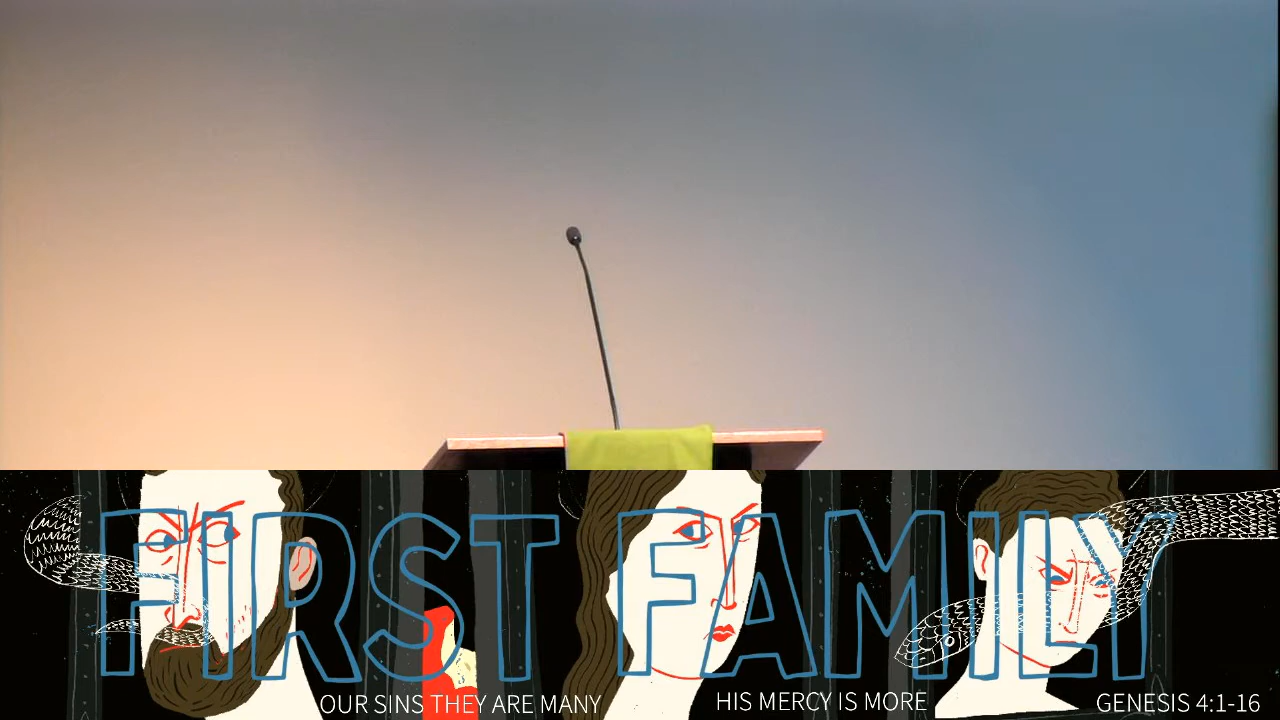 FIRST FAMILY
OUR SINS THEY ARE MANY
HIS MERCY IS MORE
GENESIS 4:1-16